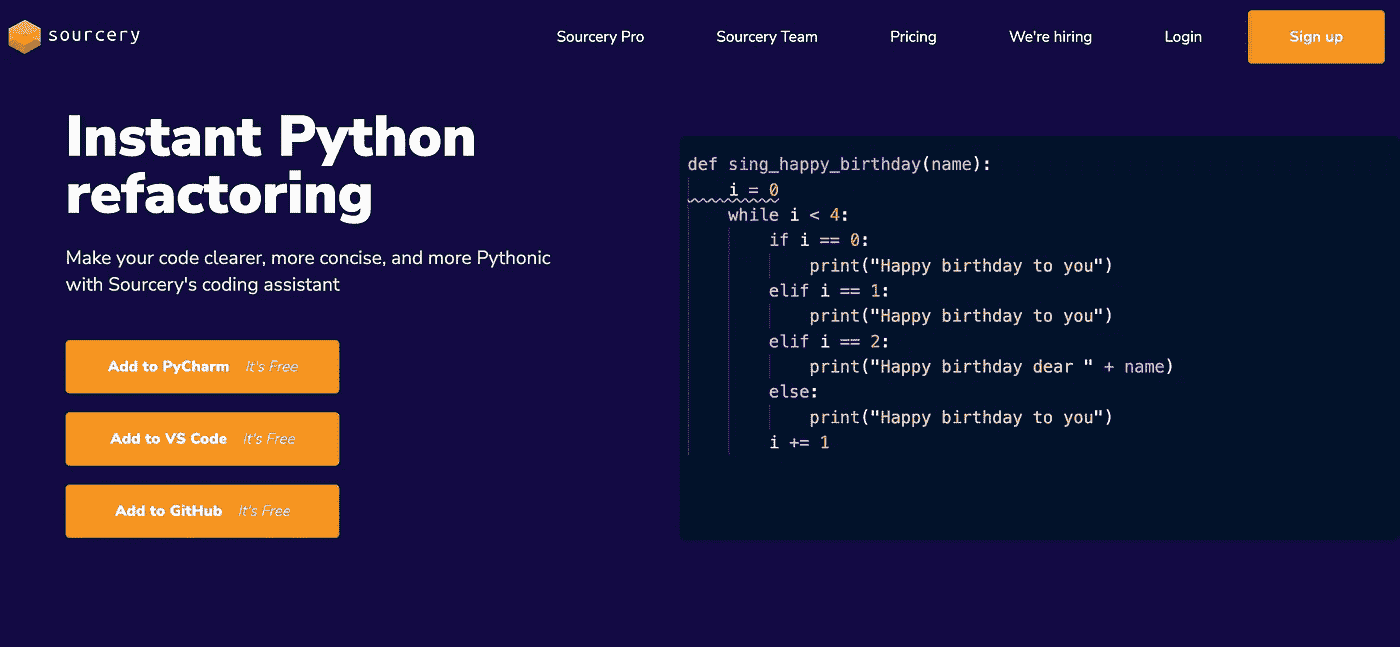 sourcery
Sourcery Pro
Sourcery Team
Pricing
We're hiring
Login
Sign up
Instant Python
refactoring
Make your code clearer, more concise, and more Pythonic
with Sourcery's coding assistant
Add to PyCharm It's Free
Add to VS Code It's Free
Add to GitHub It's Free
def sing_happy_birthday(name):
    i = 0
    while i < 4:
        if i == 0:
            print("Happy birthday to you")
        elif i == 1:
            print("Happy birthday to you")
        elif i == 2:
            print("Happy birthday dear " + name)
        else:
            print("Happy birthday to you")
        i += 1